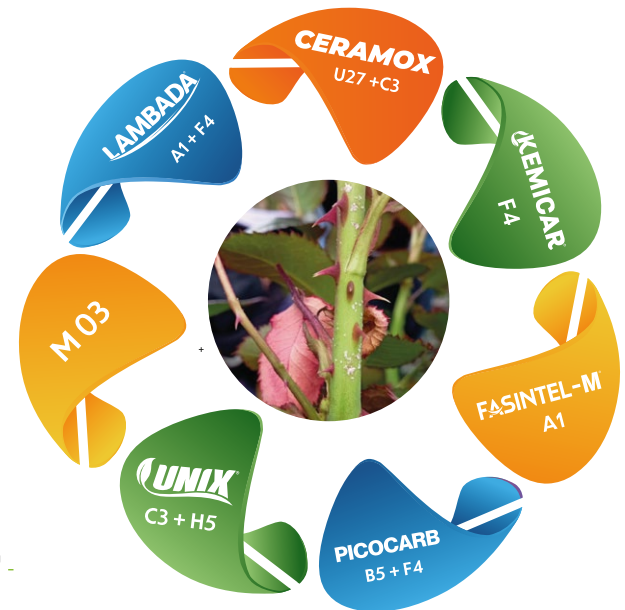 CERAMOX
U27 +C3
KEMICAR
F4
FASINTEL-M
A1
PICOCARB
B5 + F4
UNIX
C3 + H5
M 03
LAMBADA
A1 + F4
+